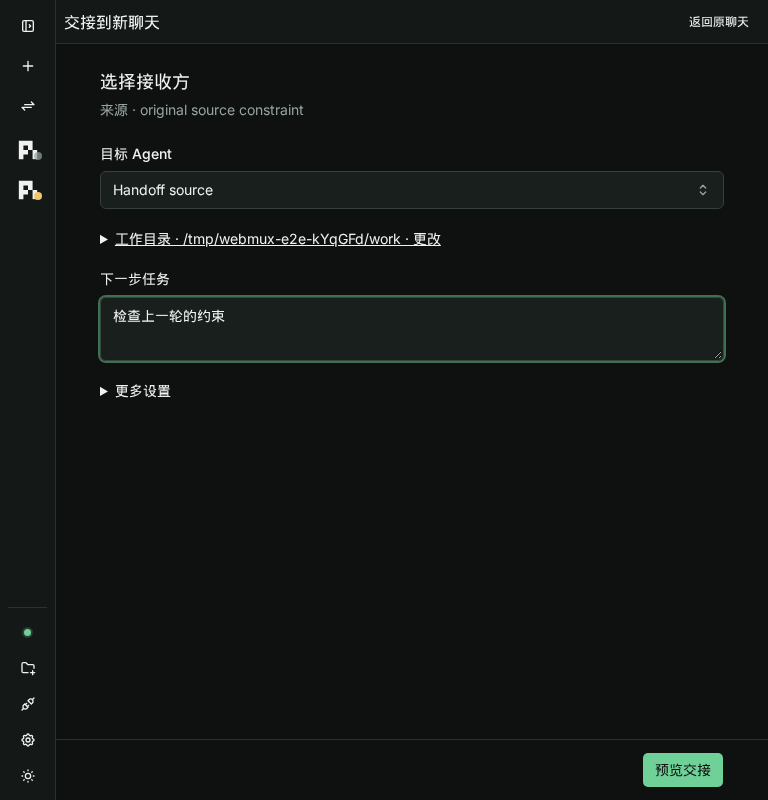 交接到新聊天
返回原聊天
选择接收方
来源 · original source constraint
目标 Agent
Handoff source
工作目录 · /tmp/webmux-e2e-kYqGFd/work · 更改
下一步任务
检查上一轮的约束
更多设置
预览交接